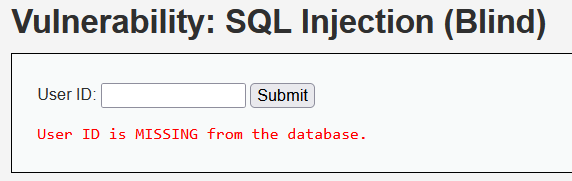 Vulnerability: SQL Injection (Blind)
User ID: Submit
User ID is MISSING from the database.